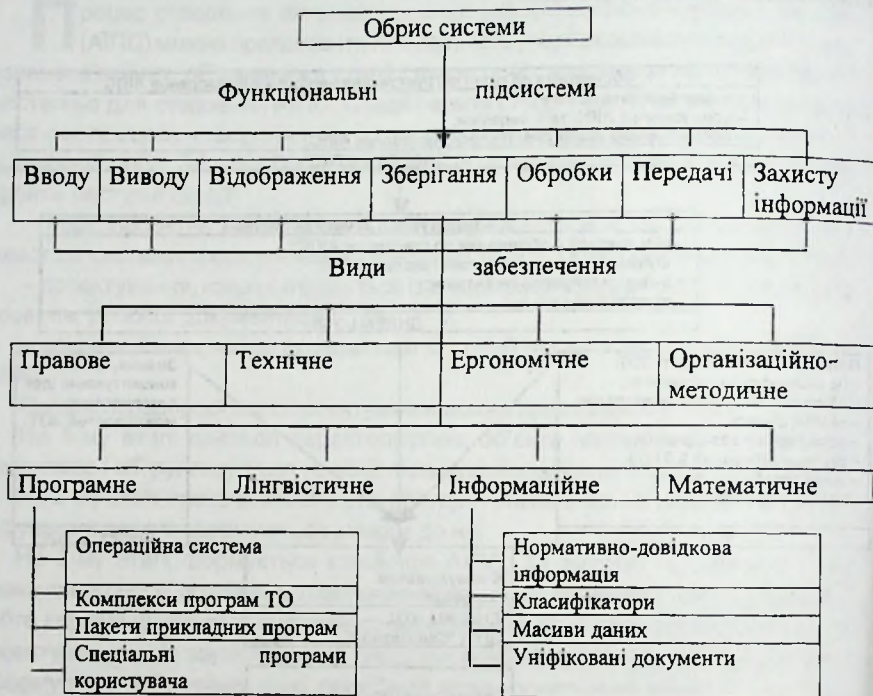 Обрис системи
Функціональні підсистеми
Вводу Виводу Відображення Зберігання Обробки Передачі Захисту
інформації
Види забезпечення
Правове Технічне Ергономічне Організаційно-
методичне
Програмне Лінгвістичне Інформаційне Математичне
Операційна система
Комплекси програм ТО
Пакети прикладних програм
Спеціальні програми
користувача
Нормативно-довідкова
інформація
Класифікатори
Масиви даних
Уніфіковані документи